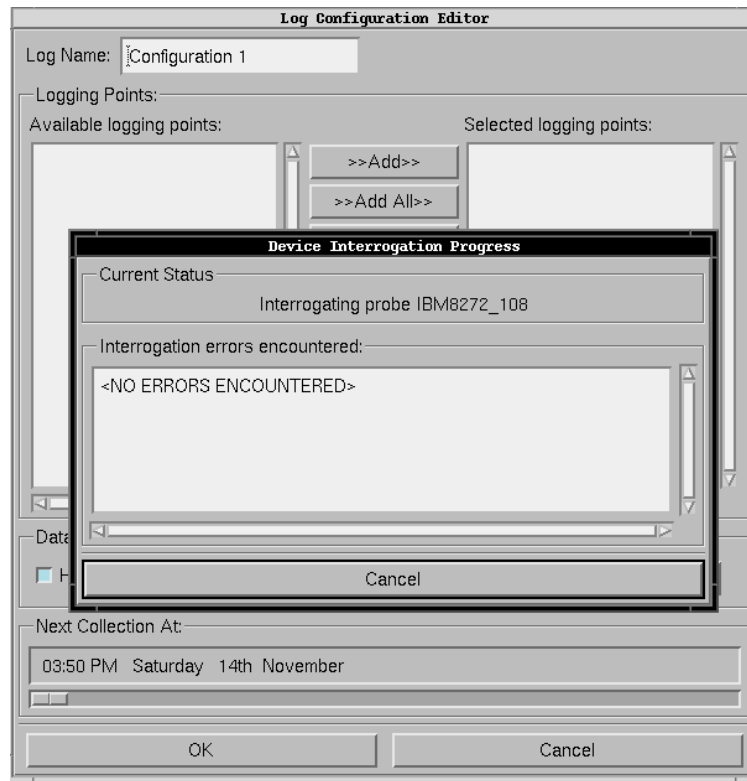 Log Configuration Editor
Log Name: Configuration 1
Logging Points:
Available logging points: Selected logging points:
>>Add>>
>>Add All>>
Device Interrogation Progress
Current Status
Interrogating probe IBM8272_108
Interrogation errors encountered:
<NO ERRORS ENCOUNTERED>
Data
Cancel
Next Collection At:
03:50 PM Saturday 14th November
OK Cancel